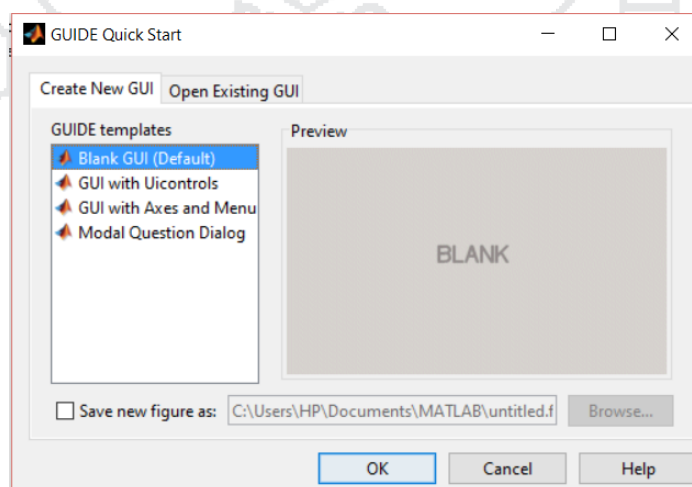 GUIDE Quick Start
Create New GUI
Open Existing GUI
GUIDE templates
Blank GUI (Default)
GUI with Uicontrols
GUI with Axes and Menu
Modal Question Dialog
Preview
BLANK
Save new figure as:
C:\Users\HP\Documents\MATLAB\untitled.f
Browse...
OK
Cancel
Help